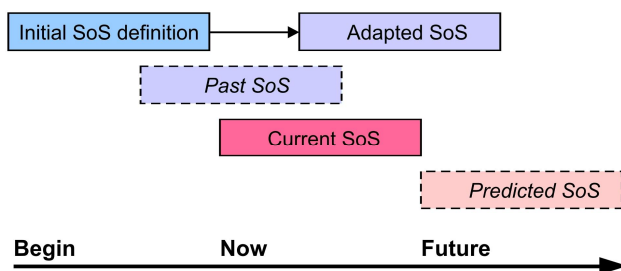 Initial SoS definition
Adapted SoS
Past SoS
Current SoS
Predicted SoS
Begin
Now
Future